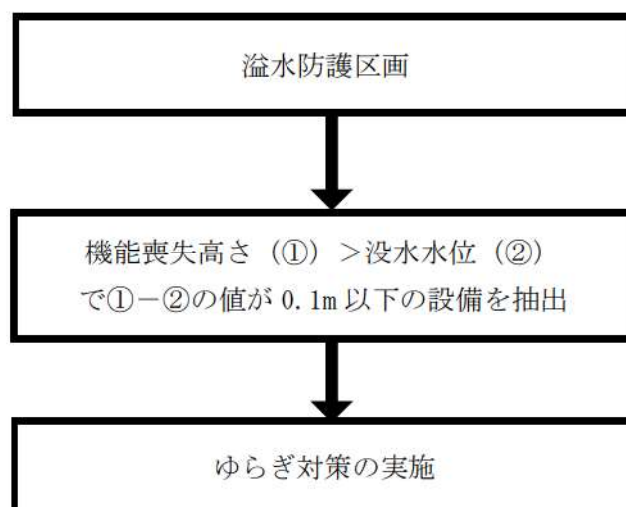 溢水防護区画
機能喪失高さ（①）＞没水水位（②）
で①－②の値が 0.1m 以下の設備を抽出
ゆらぎ対策の実施